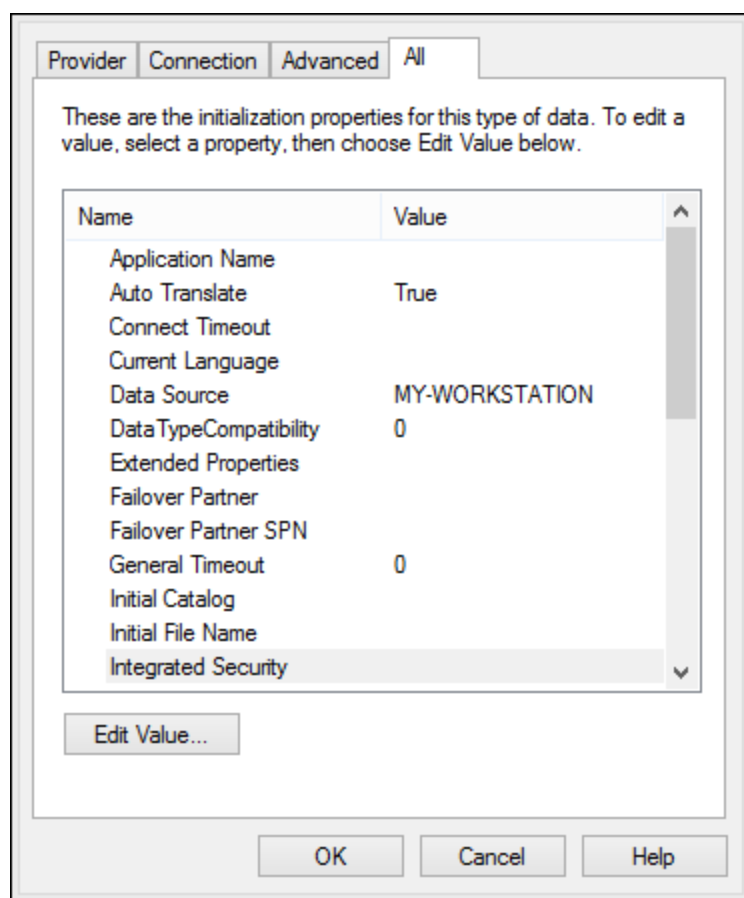 Provider Connection Advanced All
These are the initialization properties for this type of data. To edit a
value, select a property, then choose Edit Value below.
Name Value
Application Name
Auto Translate True
Connect Timeout
Current Language
Data Source MY-WORKSTATION
DataTypeCompatibility 0
Extended Properties
Failover Partner
Failover Partner SPN
General Timeout 0
Initial Catalog
Initial File Name
Integrated Security
Edit Value...
OK Cancel Help